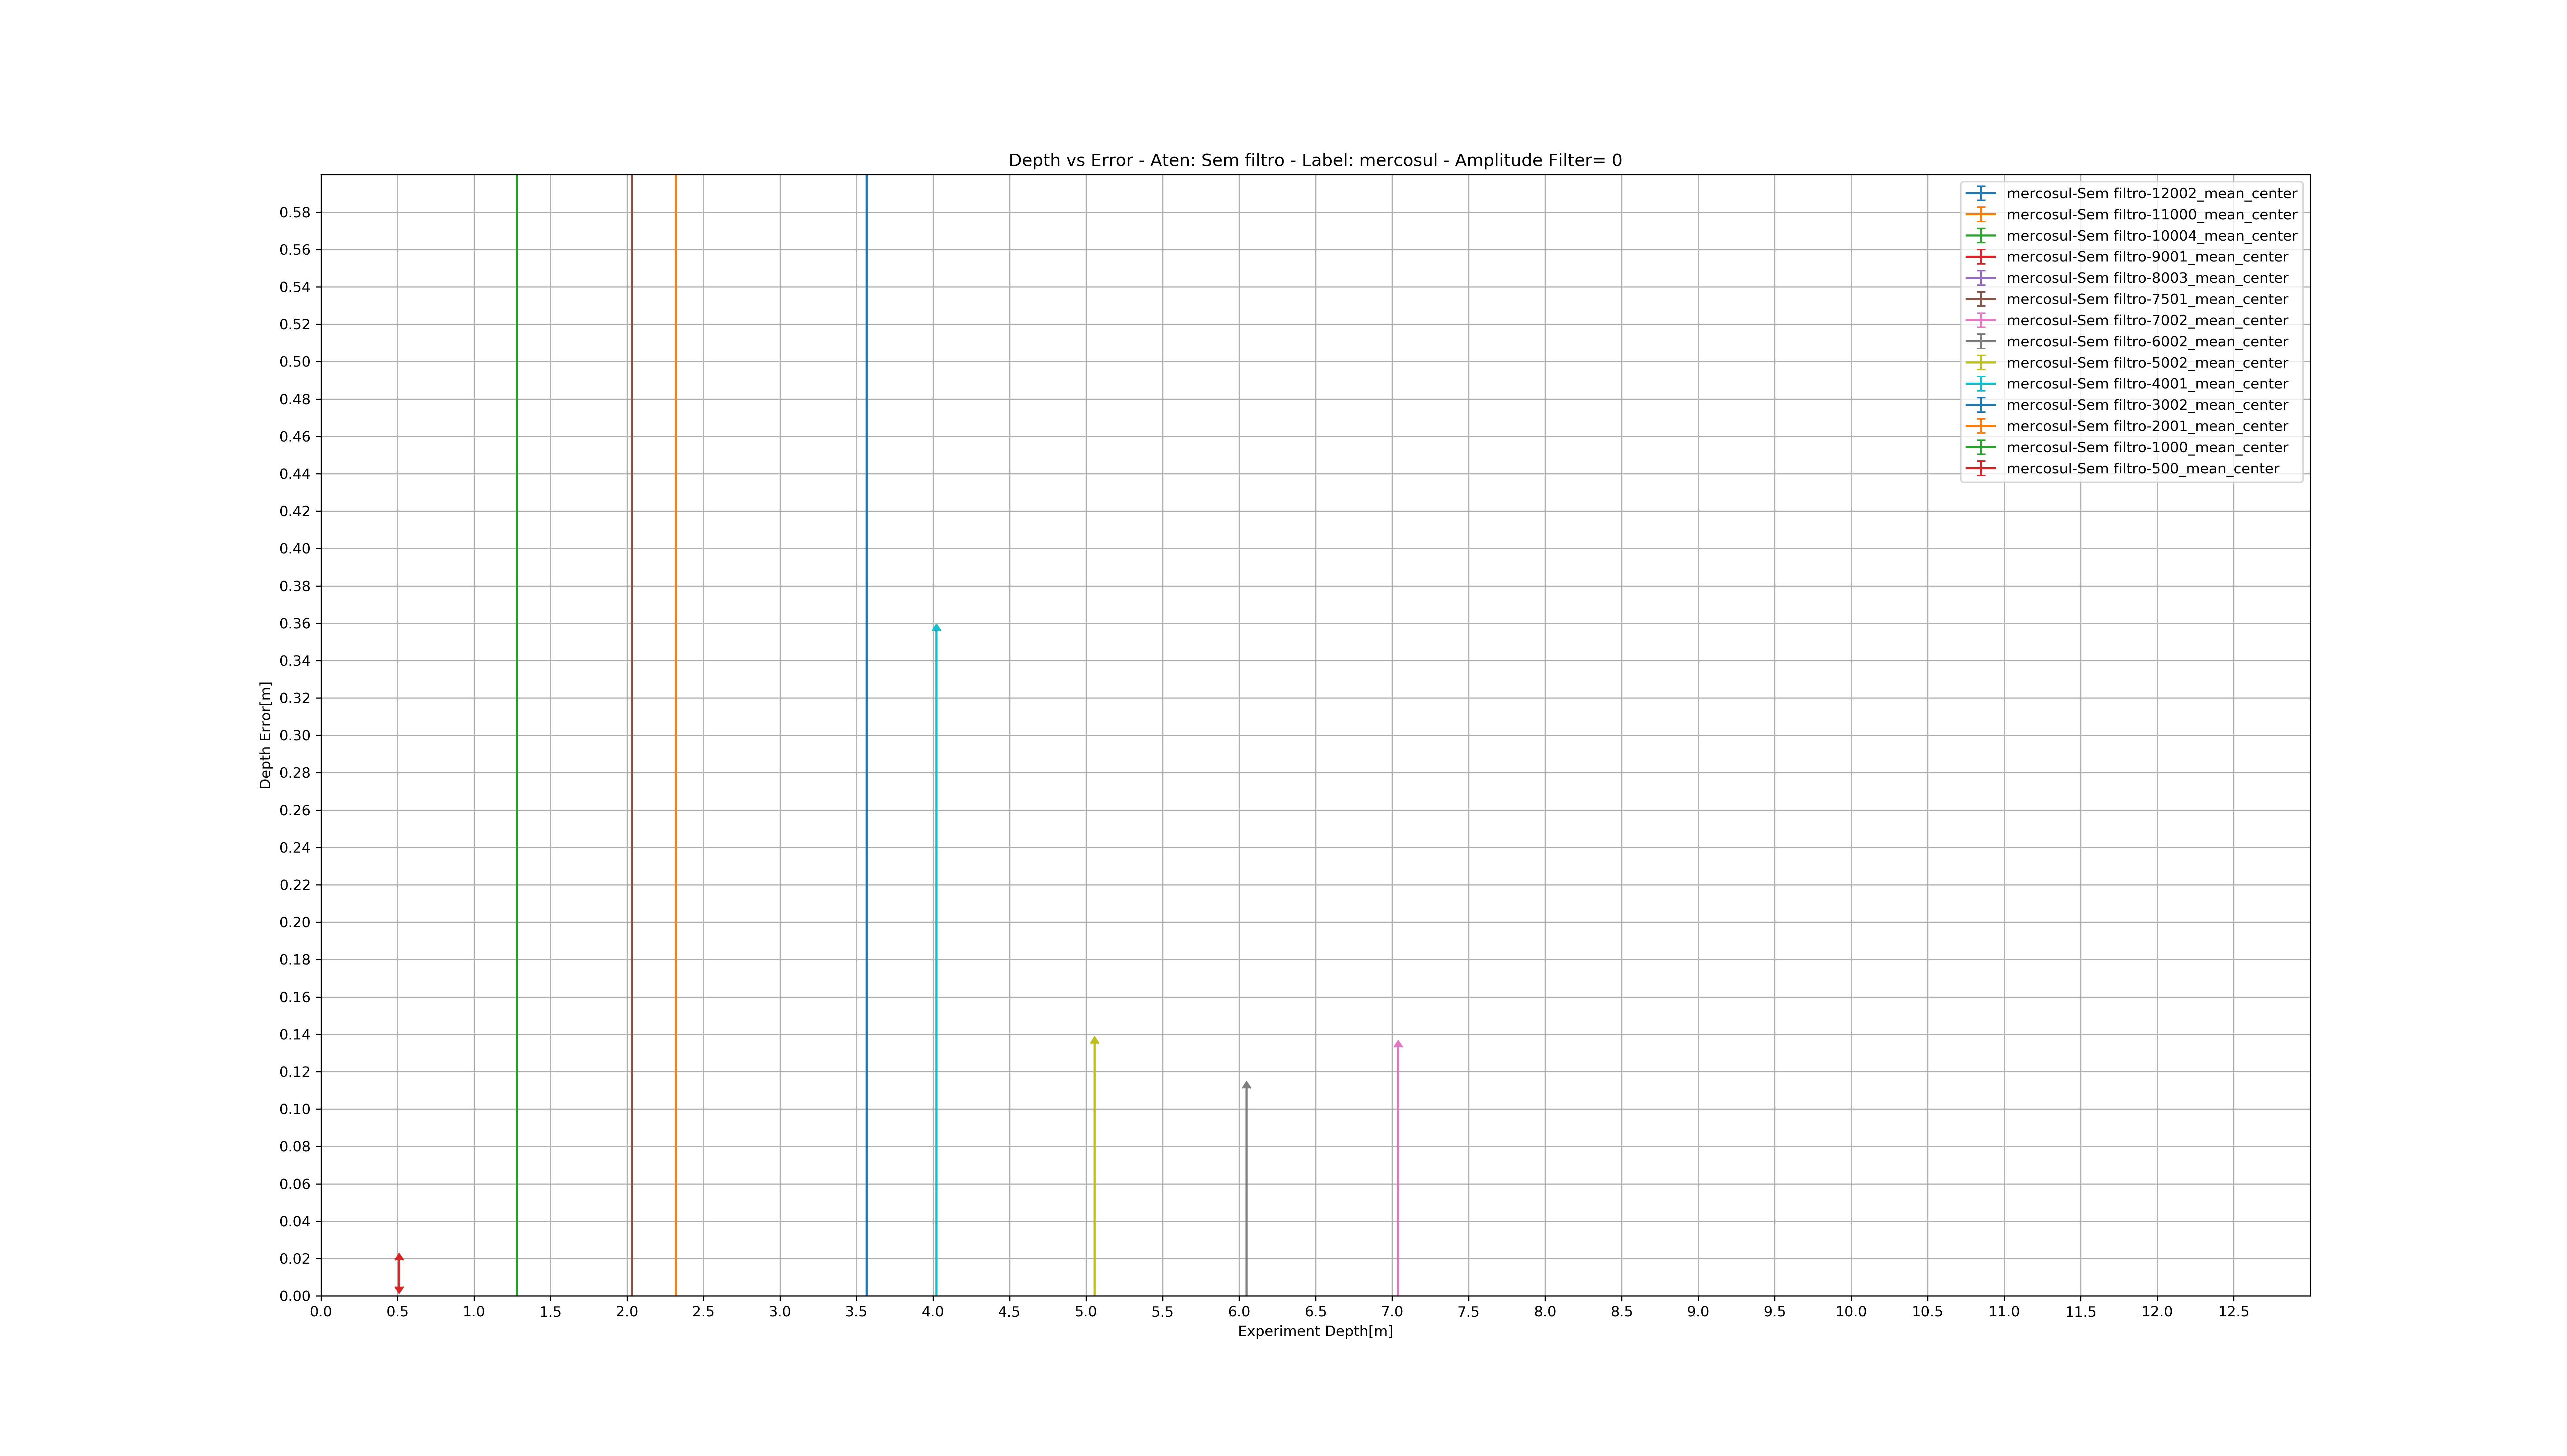 Depth vs Error - Aten: Sem filtro - Label: mercosul - Amplitude Filter= 0
mercosul-Sem filtro-12002_mean_center
mercosul-Sem filtro-11000_mean_center
mercosul-Sem filtro-10004_mean_center
mercosul-Sem filtro-9001_mean_center
mercosul-Sem filtro-8003_mean_center
mercosul-Sem filtro-7501_mean_center
mercosul-Sem filtro-7002_mean_center
mercosul-Sem filtro-6002_mean_center
mercosul-Sem filtro-5002_mean_center
mercosul-Sem filtro-4001_mean_center
mercosul-Sem filtro-3002_mean_center
mercosul-Sem filtro-2001_mean_center
mercosul-Sem filtro-1000_mean_center
mercosul-Sem filtro-500_mean_center
Depth Error[m]
0.58
0.56
0.54
0.52
0.50
0.48
0.46
0.44
0.42
0.40
0.38
0.36
0.34
0.32
0.30
0.28
0.26
0.24
0.22
0.20
0.18
0.16
0.14
0.12
0.10
0.08
0.06
0.04
0.02
0.00
0.0 0.5 1.0 1.5 2.0 2.5 3.0 3.5 4.0 4.5 5.0 5.5 6.0 6.5 7.0 7.5 8.0 8.5 9.0 9.5 10.0 10.5 11.0 11.5 12.0 12.5
Experiment Depth[m]